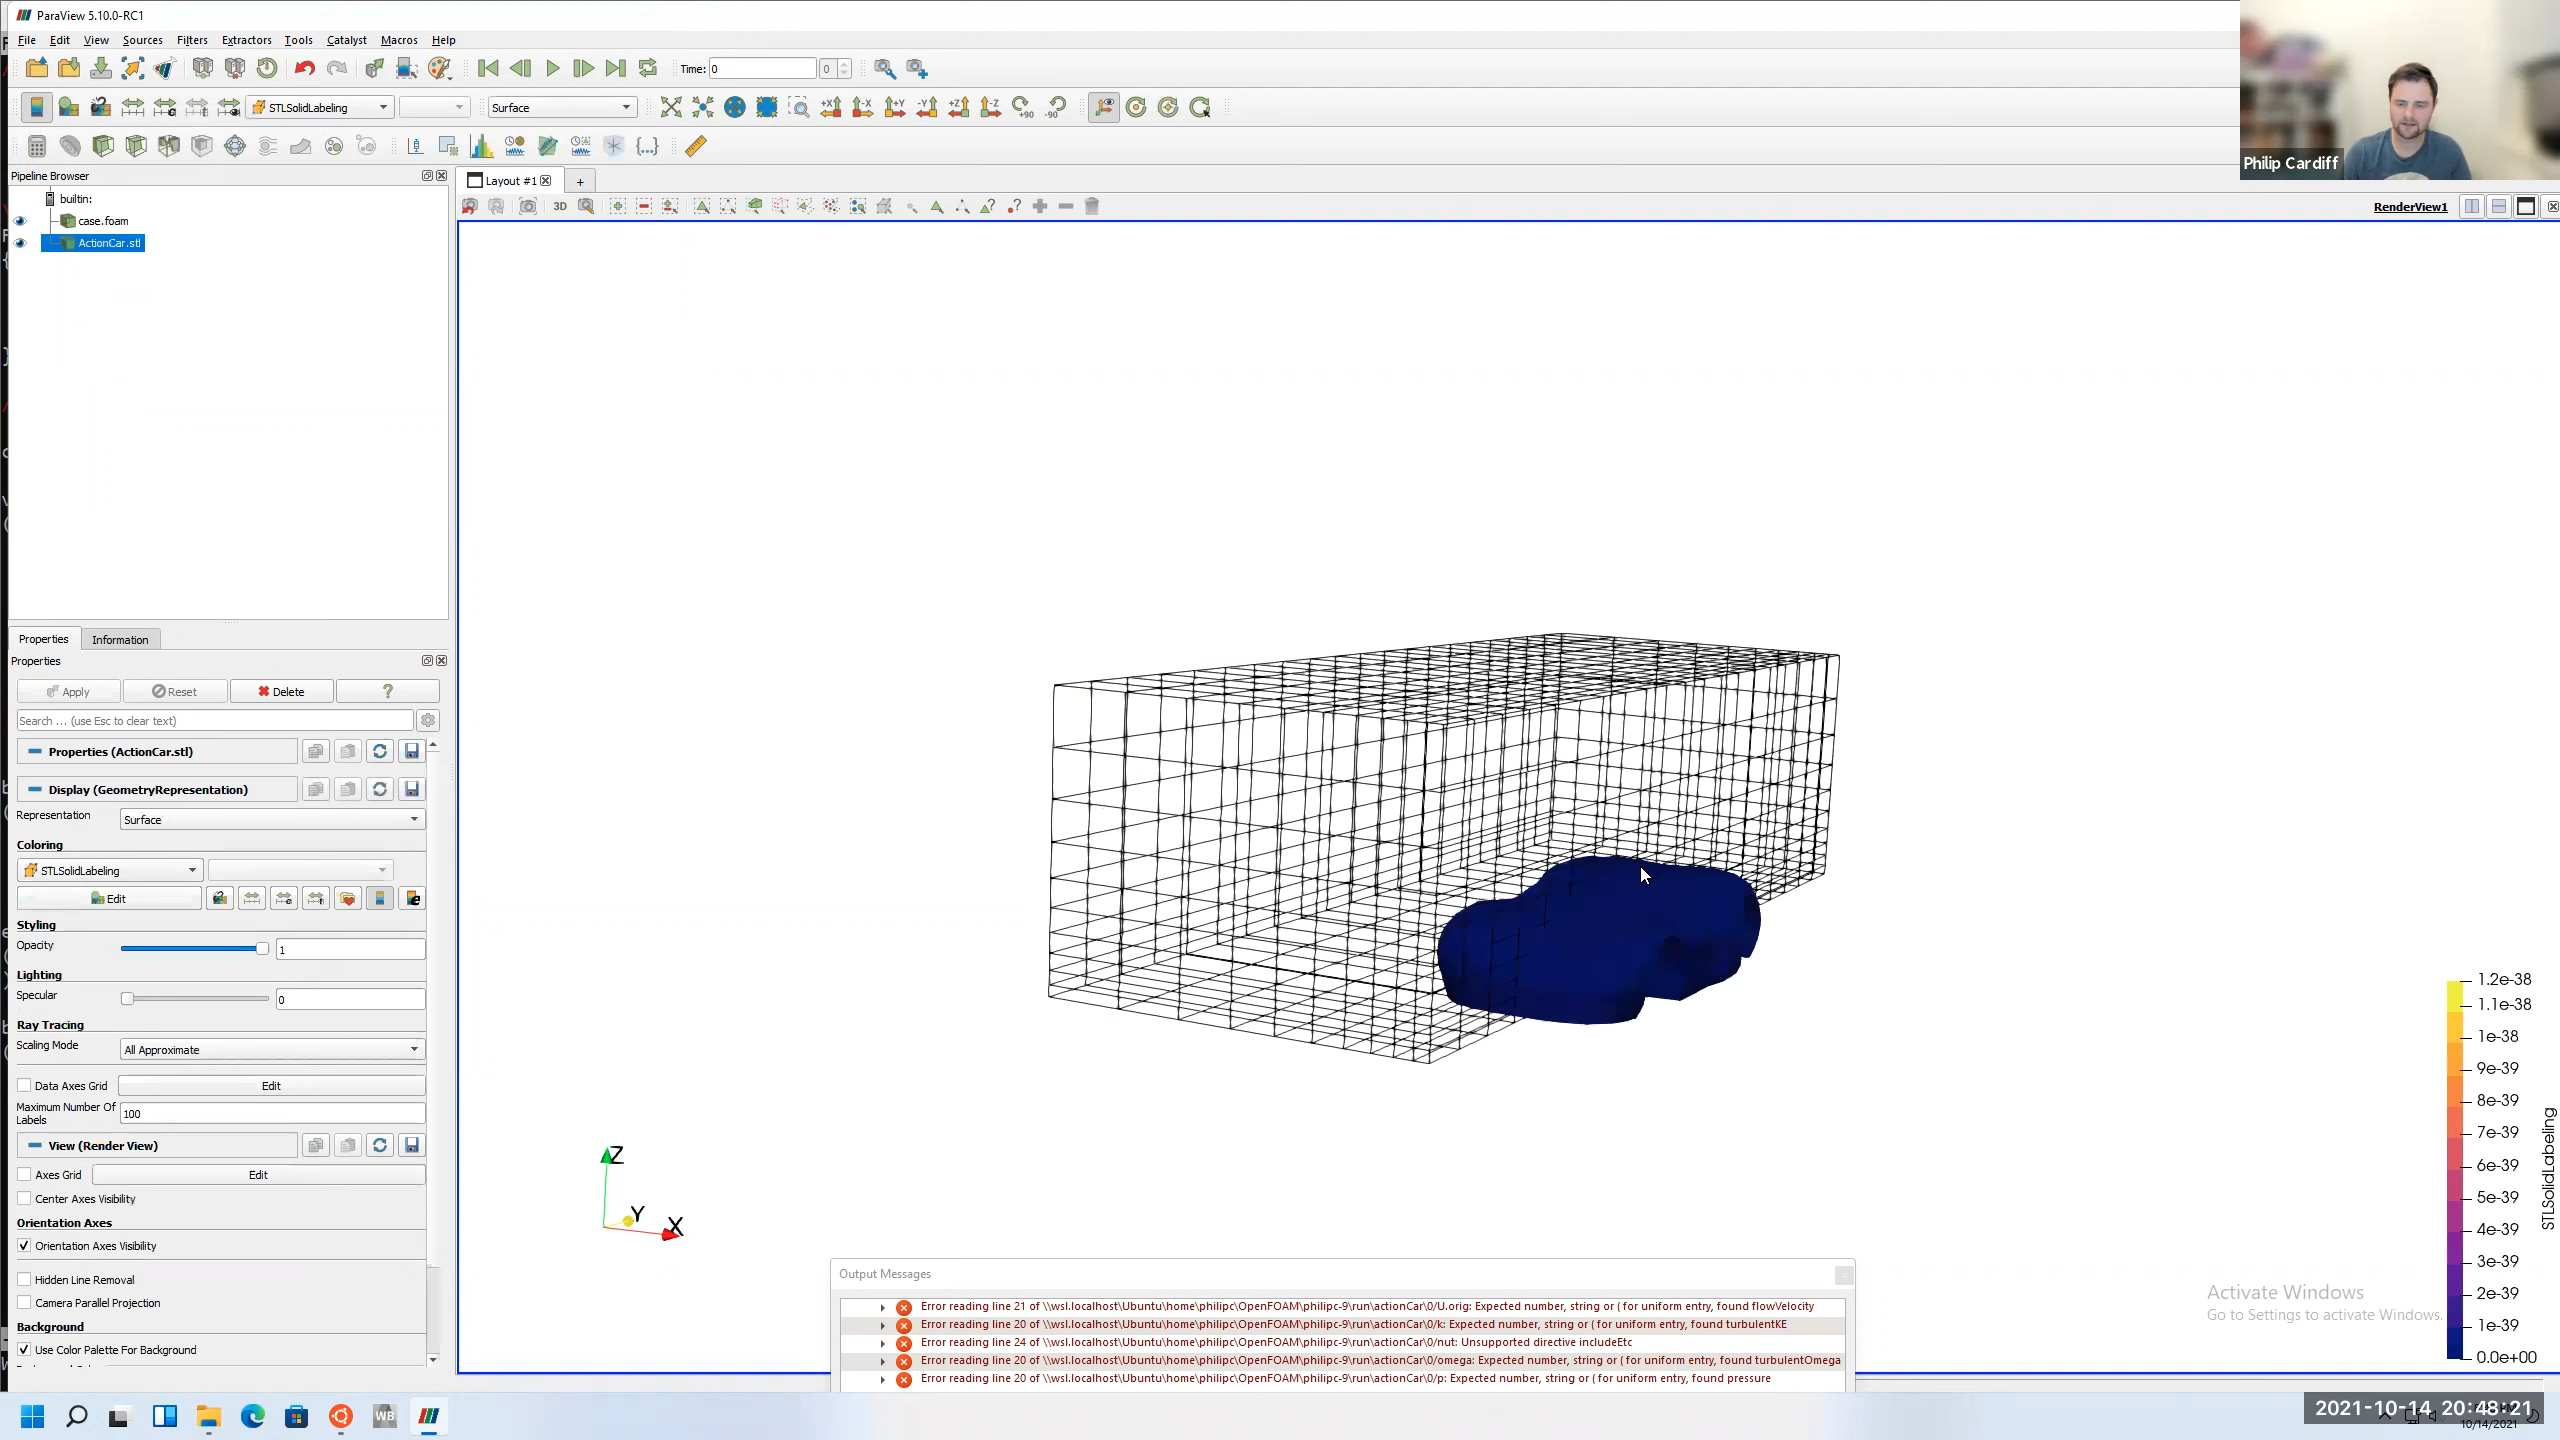 ParaView 5.10.0-RC1
File Edit View Sources Filters Extractors Tools Catalyst Macros Help
Time: 0 0
STLSolidLabeling Surface
+X -X +Y -Y +Z -Z +90 -90
Pipeline Browser
Layout #1 +
builtin:
3D
RenderView1
case.foam
ActionCar.stl
Philip Cardiff
Properties Information
Properties
Apply Reset Delete ?
Search ... (use Esc to clear text)
Properties (ActionCar.stl)
Display (GeometryRepresentation)
Representation Surface
Coloring
STLSolidLabeling
Edit
Styling
Opacity 1
Lighting
Specular 0
Ray Tracing
Scaling Mode All Approximate
Data Axes Grid Edit
Maximum Number Of
Labels 100
View (Render View)
Axes Grid Edit
Center Axes Visibility
Orientation Axes
Orientation Axes Visibility
Hidden Line Removal
Camera Parallel Projection
Background
Use Color Palette For Background
Z
Y
X
1.2e-38
1.1e-38
1e-38
9e-39
8e-39
7e-39
6e-39
5e-39
4e-39
3e-39
2e-39
1e-39
0.0e+00
STLSolidLabeling
Output Messages
Error reading line 21 of \\wsl.localhost\Ubuntu\home\philipc\OpenFOAM\philipc-9\run\actionCar\0/U.orig: Expected number, string or ( for uniform entry, found flowVelocity
Error reading line 20 of \\wsl.localhost\Ubuntu\home\philipc\OpenFOAM\philipc-9\run\actionCar\0/k: Expected number, string or ( for uniform entry, found turbulentKE
Error reading line 24 of \\wsl.localhost\Ubuntu\home\philipc\OpenFOAM\philipc-9\run\actionCar\0/nut: Unsupported directive includeEtc
Error reading line 20 of \\wsl.localhost\Ubuntu\home\philipc\OpenFOAM\philipc-9\run\actionCar\0/omega: Expected number, string or ( for uniform entry, found turbulentOmega
Error reading line 20 of \\wsl.localhost\Ubuntu\home\philipc\OpenFOAM\philipc-9\run\actionCar\0/p: Expected number, string or ( for uniform entry, found pressure
Activate Windows
Go to Settings to activate Windows.
WB
2021-10-14 20:48:21
10/14/2021